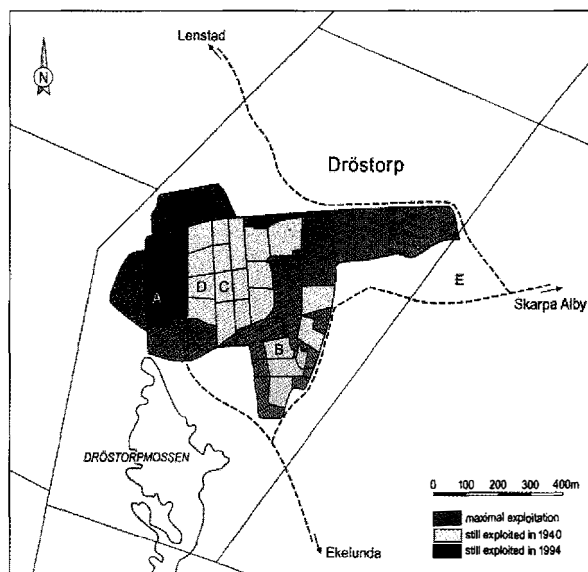 Lenstad
N
Dröstorp
A
D
C
E
Skarpa Alby
B
DRÖSTORPMOSSEN
0 100 200 300 400m
maximal exploitation
still exploited in 1940
still exploited in 1994
Ekelunda